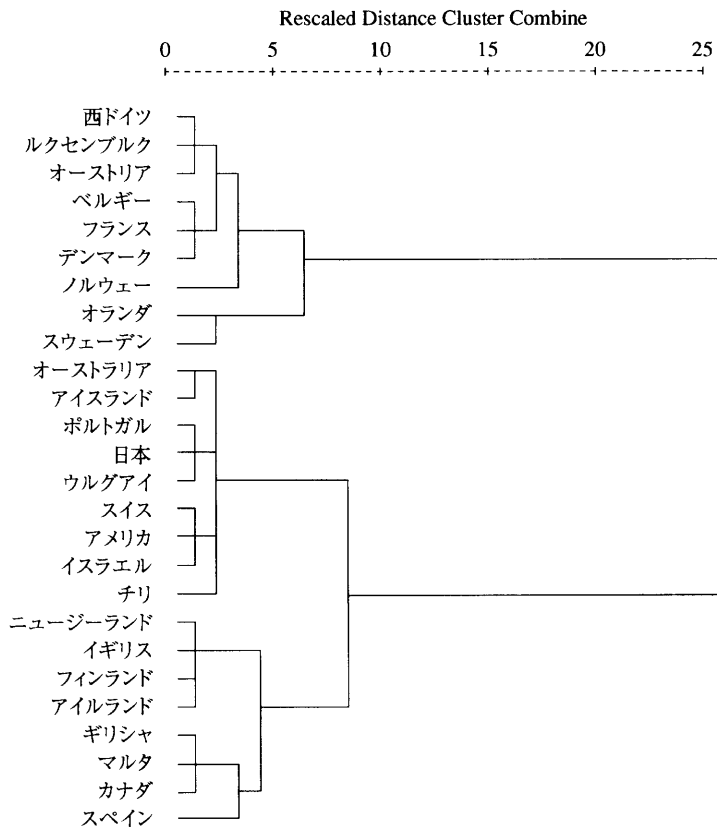 Rescaled Distance Cluster Combine
0 5 10 15 20 25
西ドイツ
ルクセンブルク
オーストリア
ベルギー
フランス
デンマーク
ノルウェー
オランダ
スウェーデン
オーストラリア
アイスランド
ポルトガル
日本
ウルグアイ
スイス
アメリカ
イスラエル
チリ
ニュージーランド
イギリス
フィンランド
アイルランド
ギリシャ
マルタ
カナダ
スペイン